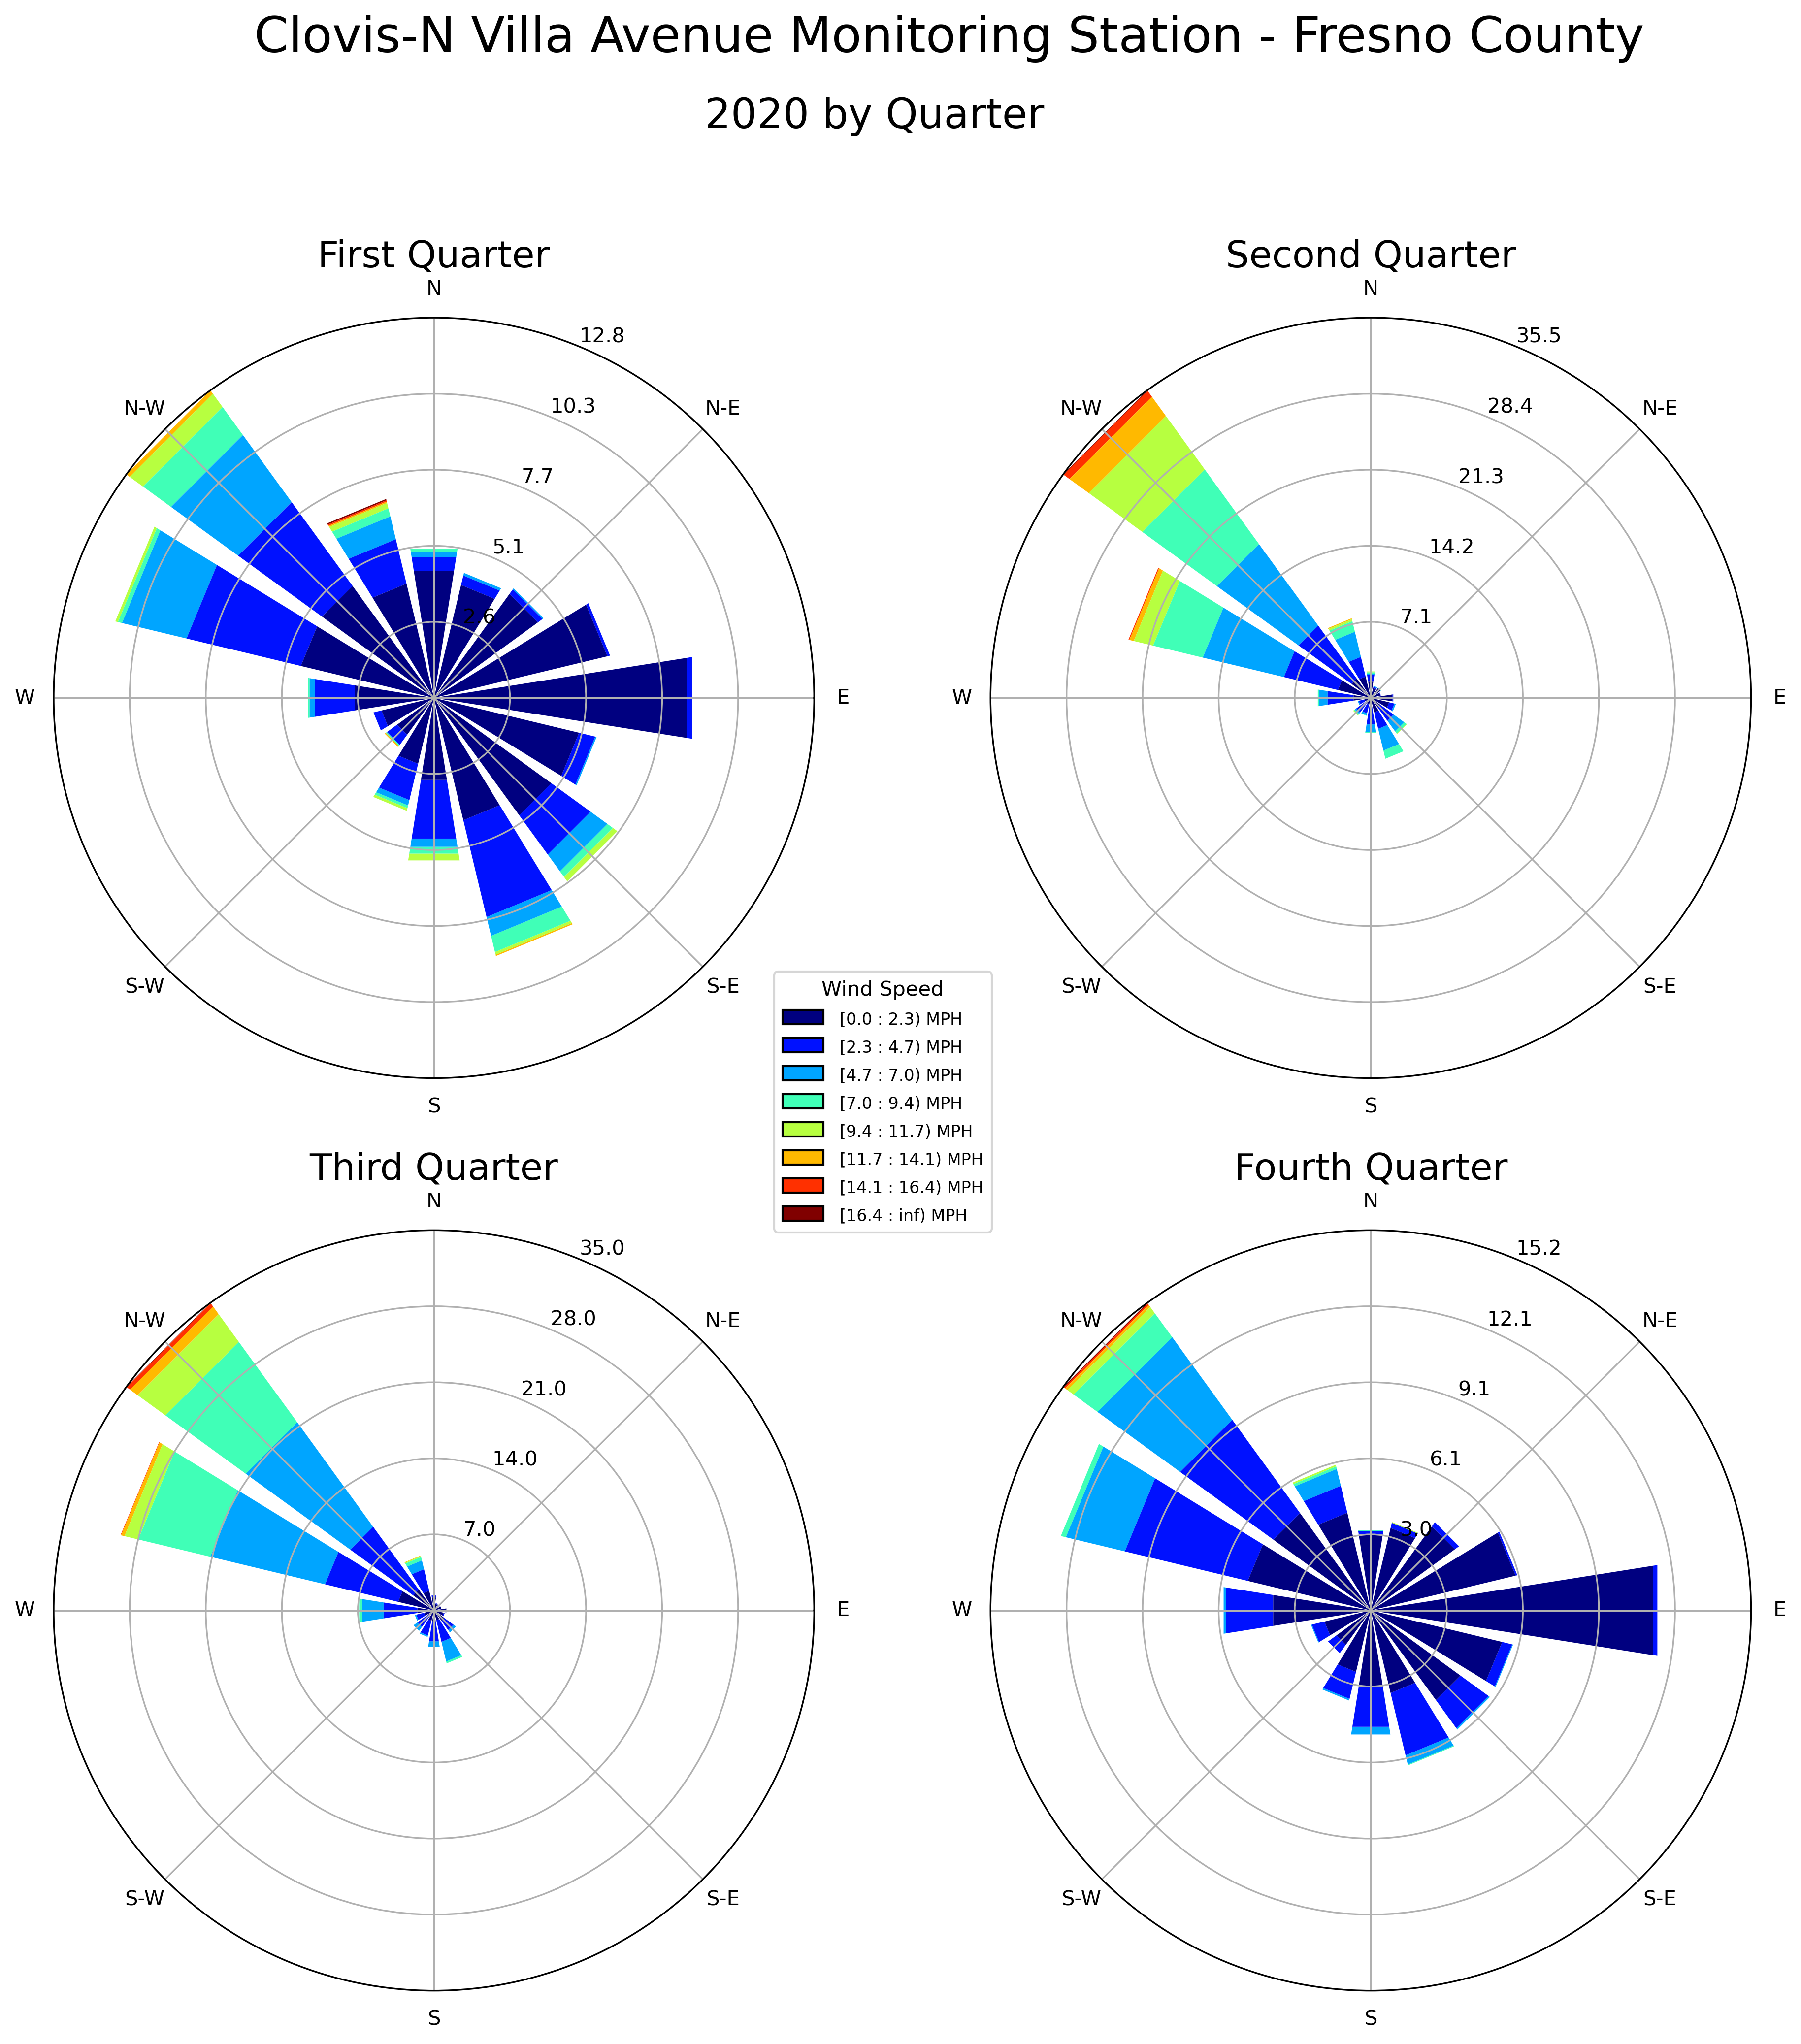 Clovis-N Villa Avenue Monitoring Station - Fresno County
2020 by Quarter
First Quarter
N
12.8
10.3
7.7
5.1
2.6
N-W
N-E
W
E
S-W
S-E
S
Second Quarter
N
35.5
28.4
21.3
14.2
7.1
N-W
N-E
W
E
S-W
S-E
S
Wind Speed
[0.0 : 2.3) MPH
[2.3 : 4.7) MPH
[4.7 : 7.0) MPH
[7.0 : 9.4) MPH
[9.4 : 11.7) MPH
[11.7 : 14.1) MPH
[14.1 : 16.4) MPH
[16.4 : inf) MPH
Third Quarter
N
35.0
28.0
21.0
14.0
7.0
N-W
N-E
W
E
S-W
S-E
S
Fourth Quarter
N
15.2
12.1
9.1
6.1
3.0
N-W
N-E
W
E
S-W
S-E
S